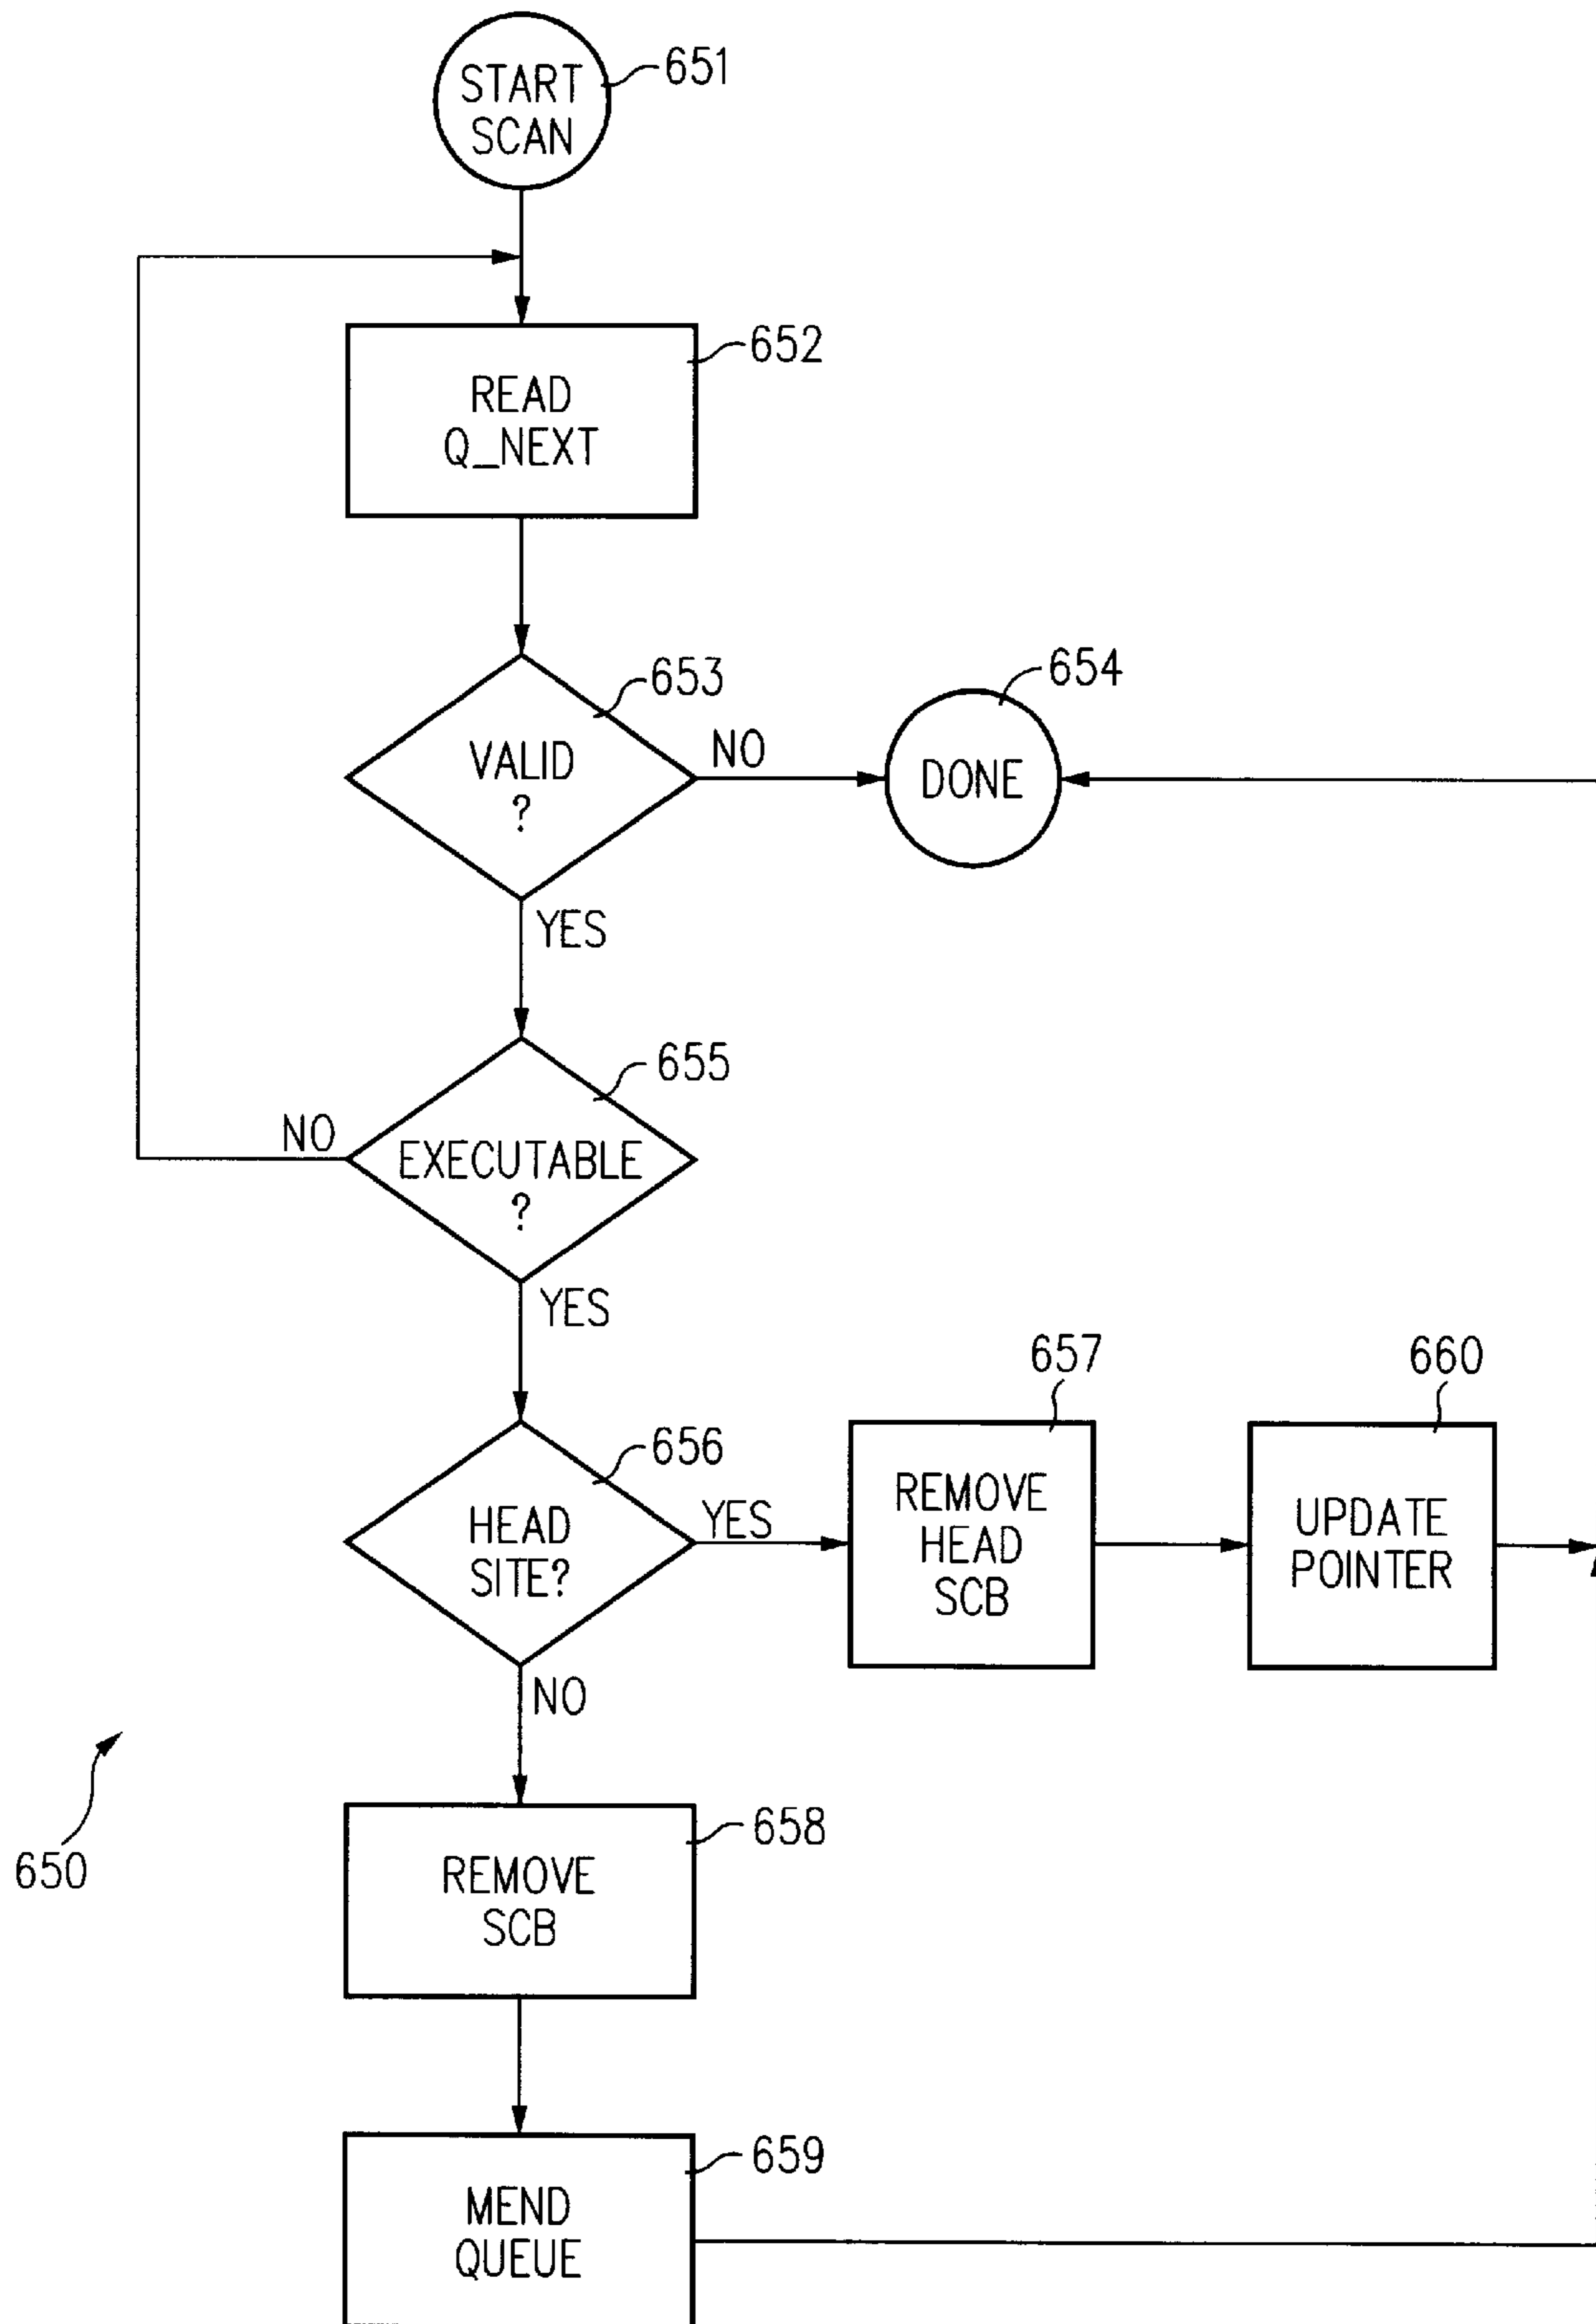 START
SCAN
651
READ
Q_NEXT
652
VALID
?
653
NO
DONE
654
YES
EXECUTABLE
?
655
NO
YES
HEAD
SITE?
656
YES
REMOVE
HEAD
SCB
657
UPDATE
POINTER
660
NO
650
REMOVE
SCB
658
MEND
QUEUE
659